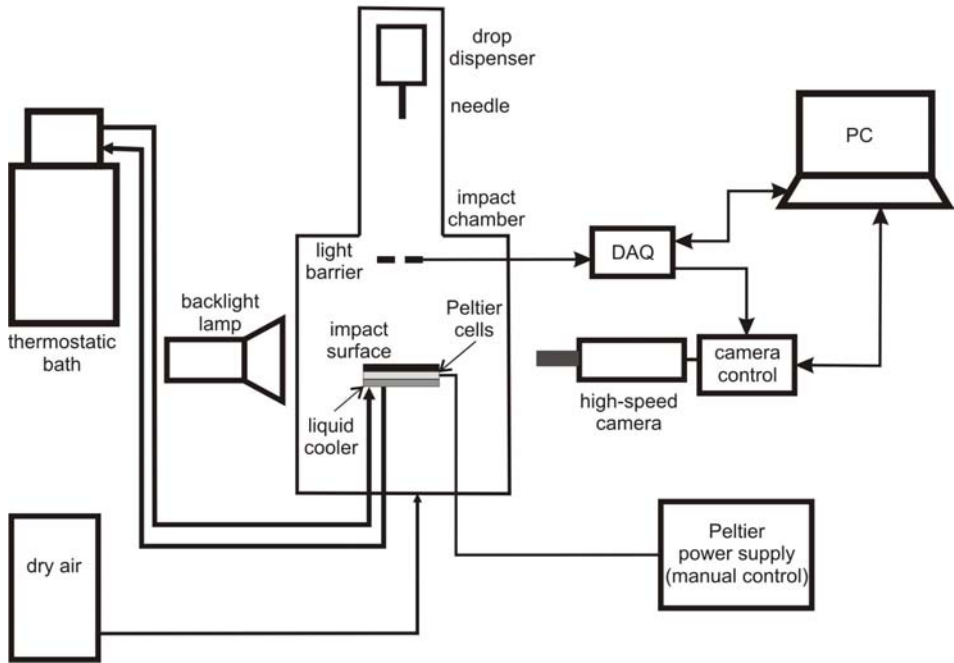 drop
dispenser
needle
PC
impact
chamber
light
barrier
DAQ
backlight
lamp
Peltier
cells
thermostatic
bath
impact
surface
camera
control
high-speed
camera
liquid
cooler
dry air
Peltier
power supply
(manual control)